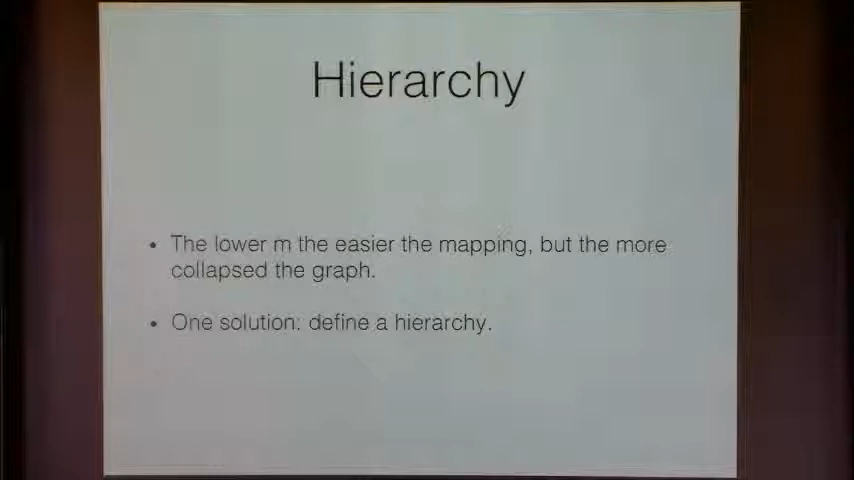 Hierarchy
• The lower m the easier the mapping, but the more
collapsed the graph.
• One solution: define a hierarchy.